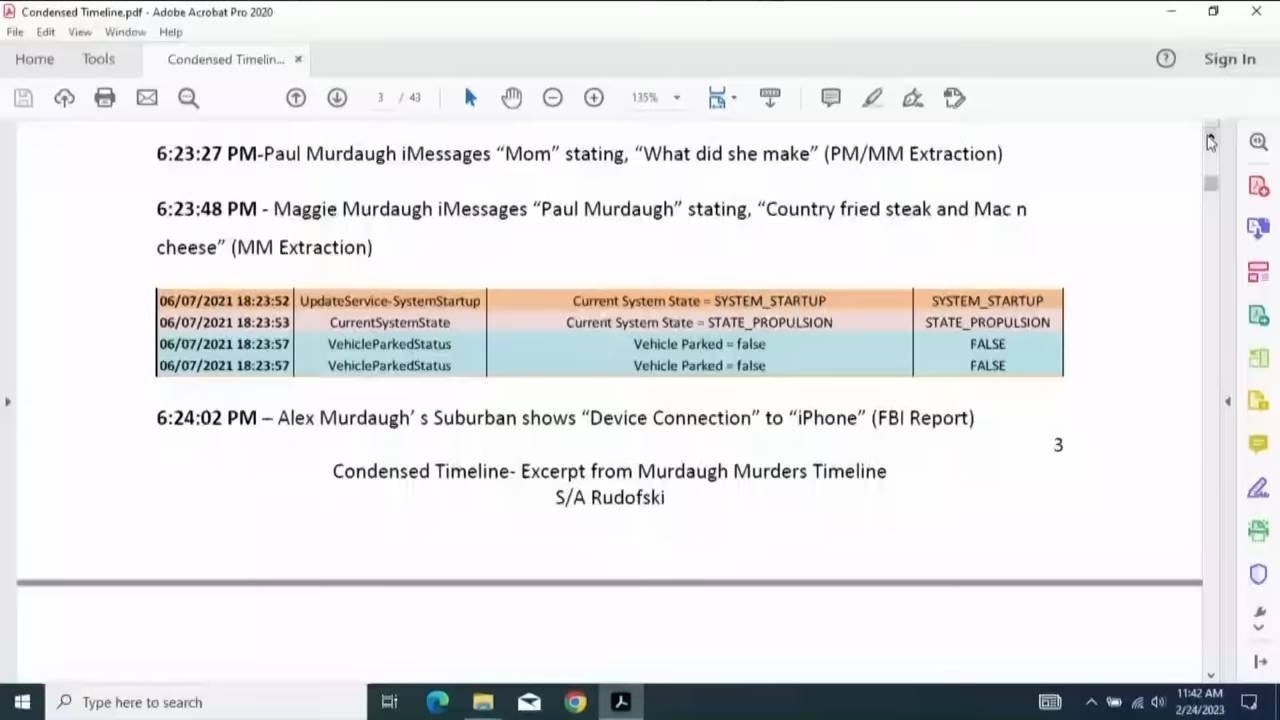 Condensed Timeline.pdf - Adobe Acrobat Pro 2020
File Edit View Window Help
Home Tools Condensed Timelin... × Sign In
3 / 43 135%
6:23:27 PM-Paul Murdaugh iMessages “Mom” stating, “What did she make” (PM/MM Extraction)
6:23:48 PM - Maggie Murdaugh iMessages “Paul Murdaugh” stating, “Country fried steak and Mac n
cheese” (MM Extraction)
06/07/2021 18:23:52 UpdateService-SystemStartup Current System State = SYSTEM_STARTUP SYSTEM_STARTUP
06/07/2021 18:23:53 CurrentSystemState Current System State = STATE_PROPULSION STATE_PROPULSION
06/07/2021 18:23:57 VehicleParkedStatus Vehicle Parked = false FALSE
06/07/2021 18:23:57 VehicleParkedStatus Vehicle Parked = false FALSE
6:24:02 PM – Alex Murdaugh’ s Suburban shows “Device Connection” to “iPhone” (FBI Report)
3
Condensed Timeline- Excerpt from Murdaugh Murders Timeline
S/A Rudofski
Type here to search
11:42 AM
2/24/2023